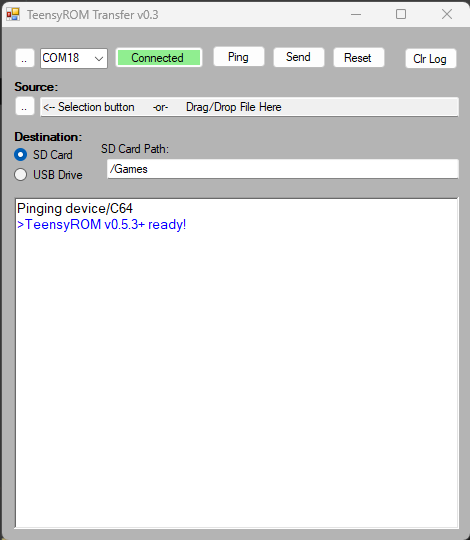 TeensyROM Transfer v0.3
.. COM18 Connected Ping Send Reset Clr Log
Source:
.. <-- Selection button -or- Drag/Drop File Here
Destination:
SD Card SD Card Path:
USB Drive /Games
Pinging device/C64
>TeensyROM v0.5.3+ ready!